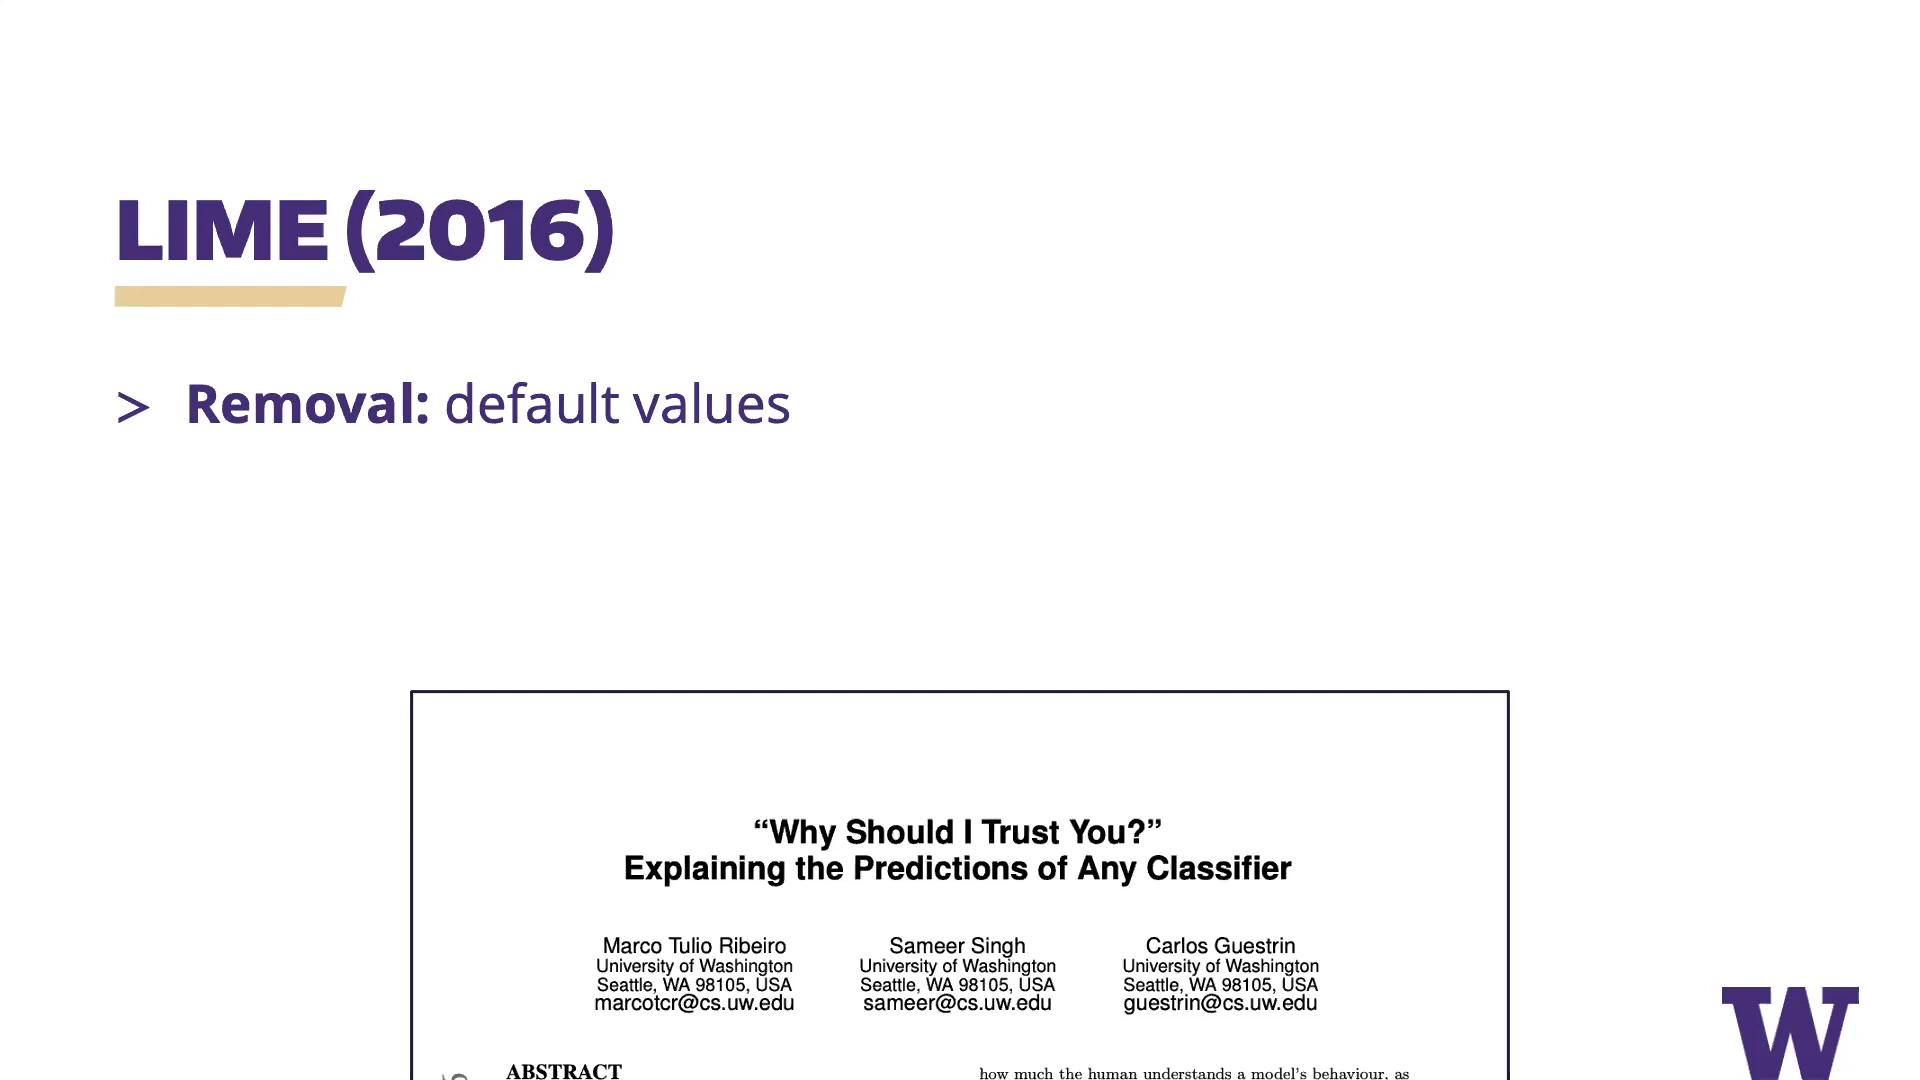 LIME (2016)
> Removal: default values
“Why Should I Trust You?”
Explaining the Predictions of Any Classifier
Marco Tulio Ribeiro
University of Washington
Seattle, WA 98105, USA
marcotcr@cs.uw.edu
Sameer Singh
University of Washington
Seattle, WA 98105, USA
sameer@cs.uw.edu
Carlos Guestrin
University of Washington
Seattle, WA 98105, USA
guestrin@cs.uw.edu
ABSTRACT
how much the human understands a model’s behaviour, as
W